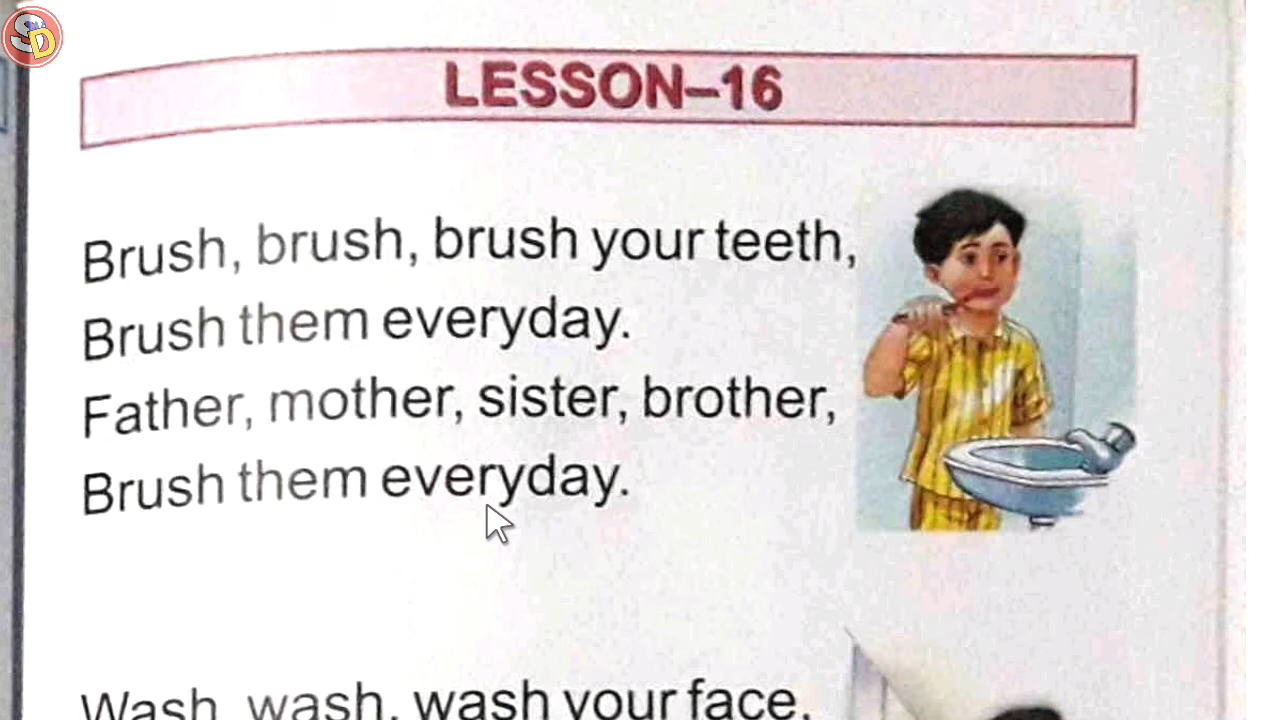 LESSON–16
Brush, brush, brush your teeth,
Brush them everyday.
Father, mother, sister, brother,
Brush them everyday.
Wash, wash, wash your face,